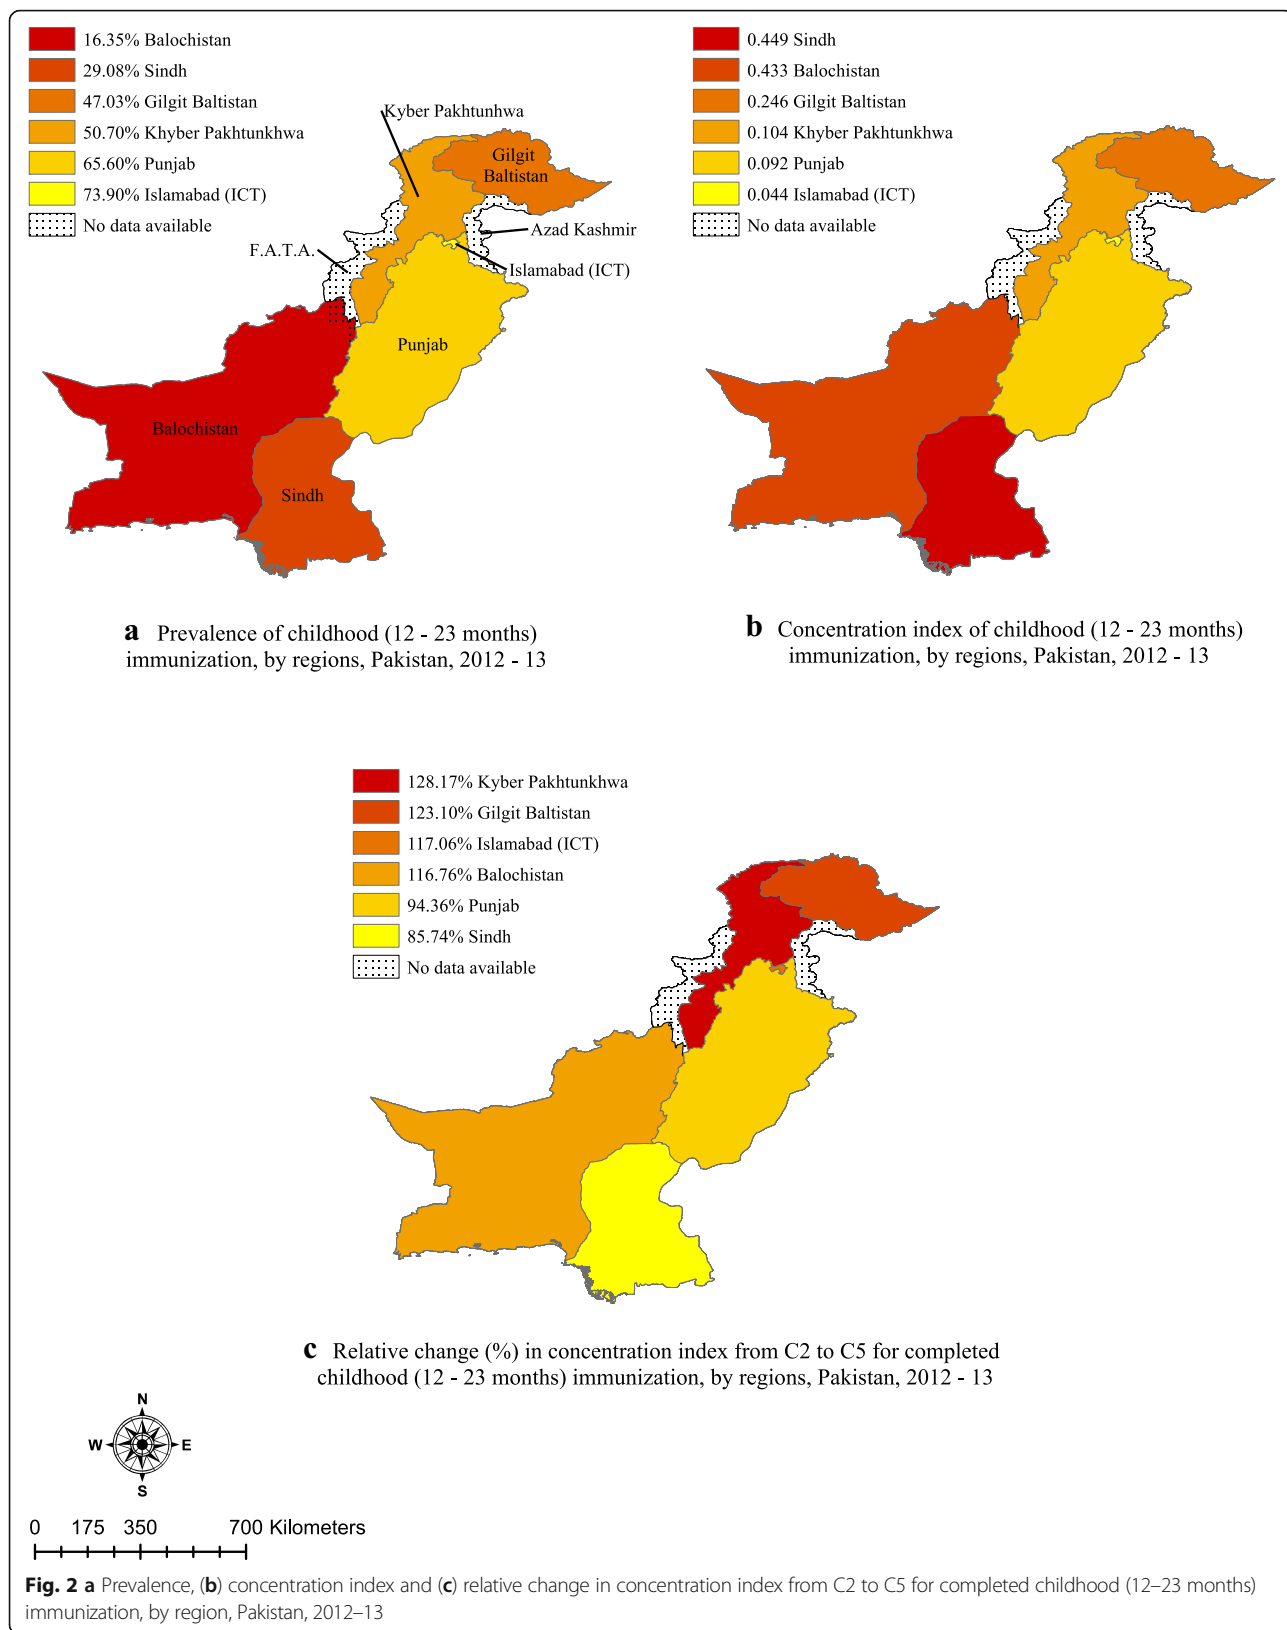 16.35% Balochistan
29.08% Sindh
47.03% Gilgit Baltistan
50.70% Khyber Pakhtunkhwa
65.60% Punjab
73.90% Islamabad (ICT)
No data available
Kyber Pakhtunhwa
Gilgit
Baltistan
Azad Kashmir
F.A.T.A.
Islamabad (ICT)
Punjab
Balochistan
Sindh
a Prevalence of childhood (12 - 23 months)
immunization, by regions, Pakistan, 2012 - 13
0.449 Sindh
0.433 Balochistan
0.246 Gilgit Baltistan
0.104 Khyber Pakhtunkhwa
0.092 Punjab
0.044 Islamabad (ICT)
No data available
b Concentration index of childhood (12 - 23 months)
immunization, by regions, Pakistan, 2012 - 13
128.17% Kyber Pakhtunkhwa
123.10% Gilgit Baltistan
117.06% Islamabad (ICT)
116.76% Balochistan
94.36% Punjab
85.74% Sindh
No data available
c Relative change (%) in concentration index from C2 to C5 for completed
childhood (12 - 23 months) immunization, by regions, Pakistan, 2012 - 13
N
W E
S
0 175 350 700 Kilometers
Fig. 2 a Prevalence, (b) concentration index and (c) relative change in concentration index from C2 to C5 for completed childhood (12–23 months)
immunization, by region, Pakistan, 2012–13